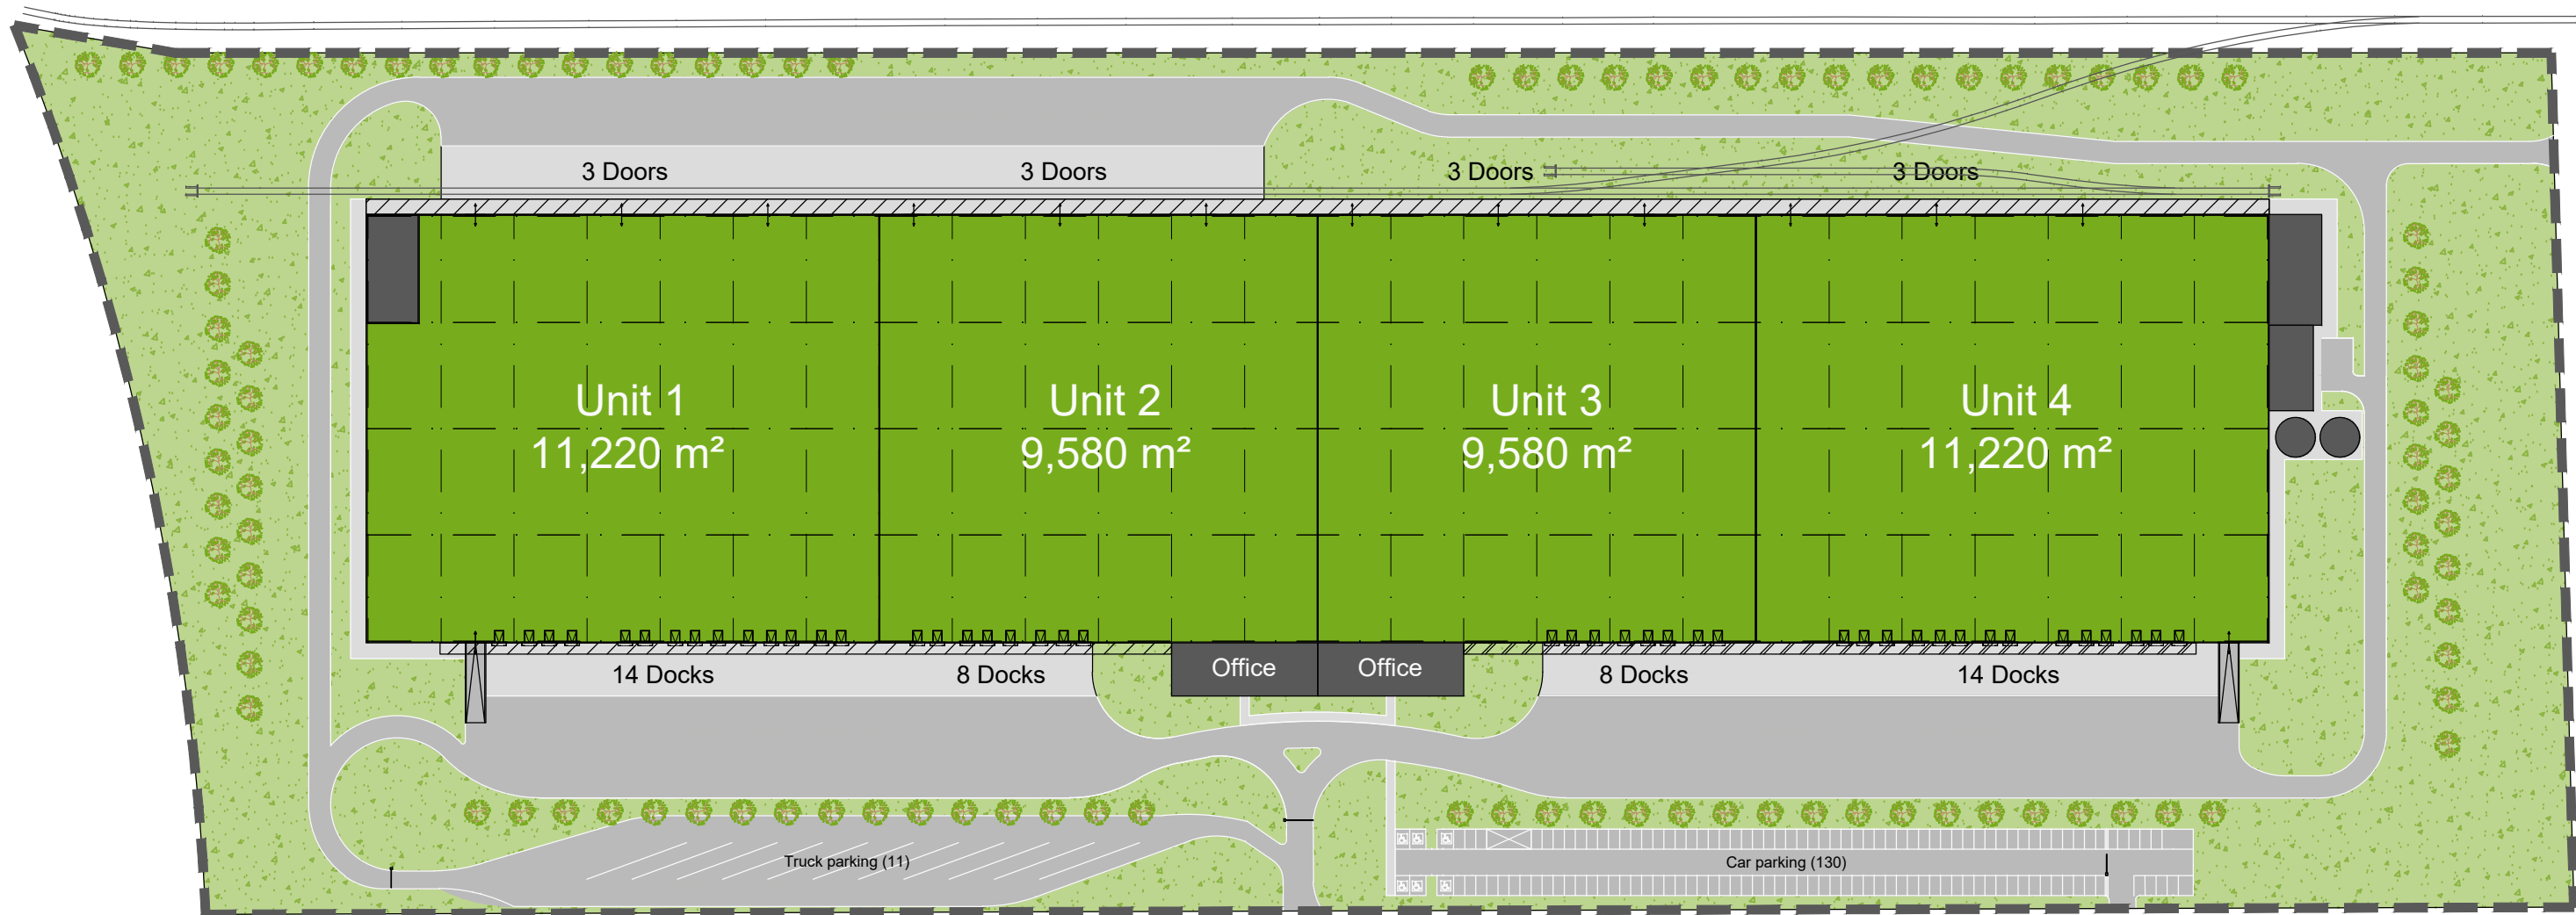 3 Doors
3 Doors
3 Doors
3 Doors
Unit 1
11,220 m²
Unit 2
9,580 m²
Unit 3
9,580 m²
Unit 4
11,220 m²
14 Docks
8 Docks
Office
Office
8 Docks
14 Docks
Truck parking (11)
Car parking (130)